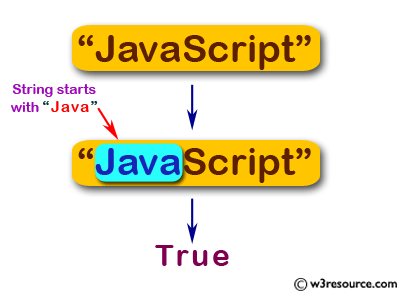 “JavaScript”
String starts
with “Java”
“JavaScript”
True
© w3resource.com